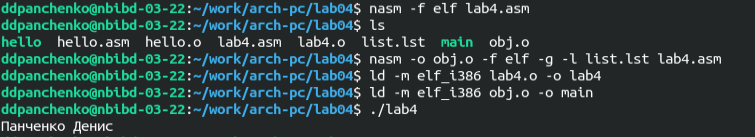 ddpanchenko@nbibd-03-22:~/work/arch-pc/lab04$ nasm -f elf lab4.asm
ddpanchenko@nbibd-03-22:~/work/arch-pc/lab04$ ls
hello hello.asm hello.o lab4.asm lab4.o list.lst main obj.o
ddpanchenko@nbibd-03-22:~/work/arch-pc/lab04$ nasm -o obj.o -f elf -g -l list.lst lab4.asm
ddpanchenko@nbibd-03-22:~/work/arch-pc/lab04$ ld -m elf_i386 lab4.o -o lab4
ddpanchenko@nbibd-03-22:~/work/arch-pc/lab04$ ld -m elf_i386 obj.o -o main
ddpanchenko@nbibd-03-22:~/work/arch-pc/lab04$ ./lab4
Панченко Денис